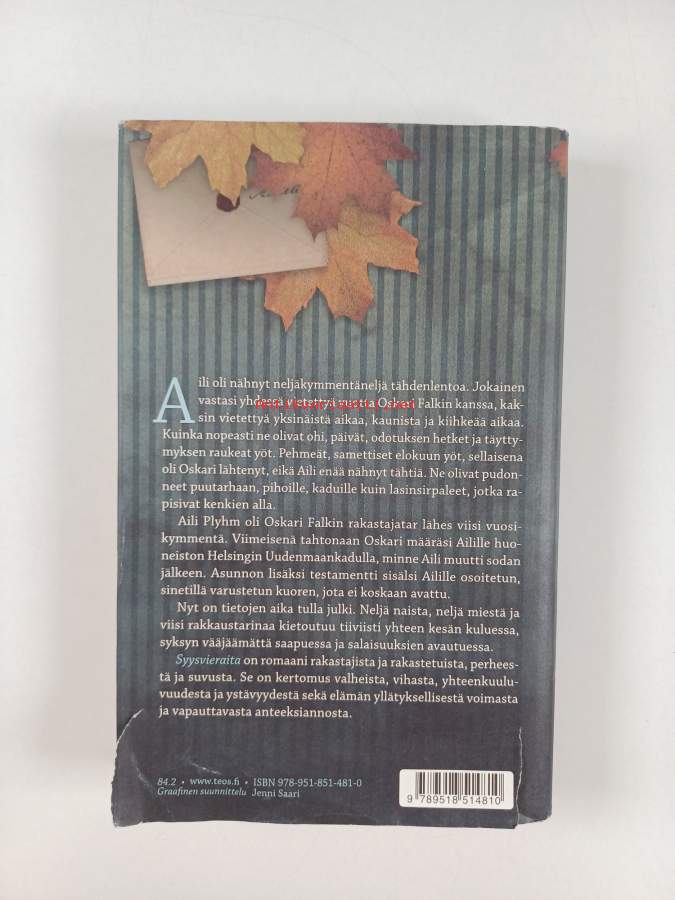 Aili oli nähnyt neljäkymmentäneljä tähdenlentoa. Jokainen
vastasi yhdessä vietettyä vuotta Oskari Falkin kanssa, kak-
sin vietettyä yksinäistä aikaa, kaunista ja kiihkeää aikaa.
Kuinka nopeasti ne olivat ohi, päivät, odotuksen hetket ja täytty-
myksen raukeat yöt. Pehmeät, samettiset elokuun yöt, sellaisena
oli Oskari lähtenyt, eikä Aili enää nähnyt tähtiä. Ne olivat pudon-
neet puutarhaan, pihoille, kaduille kuin lasinsirpaleet, jotka ra-
pisivat kenkien alla.
Aili Plyhm oli Oskari Falkin rakastajatar lähes viisi vuosi-
kymmentä. Viimeisenä tahtonaan Oskari määräsi Ailille huo-
neiston Helsingin Uudenmaankadulla, minne Aili muutti sodan
jälkeen. Asunnon lisäksi testamentti sisälsi Ailille osoitetun,
sinetillä varustetun kuoren, jota ei koskaan avattu.
Nyt on tietojen aika tulla julki. Neljä naista, neljä miestä ja
viisi rakkaustarinaa kietoutuu tiiviisti yhteen kesän kuluessa,
syksyn vääjäämättä saapuessa ja salaisuuksien avautuessa.
Syysvieraita on romaani rakastajista ja rakastetuista, perhees-
tä ja suvusta. Se on kertomus valheista, vihasta, yhteenkuulu-
vuudesta ja ystävyydestä sekä elämän yllätyksellisestä voimasta
ja vapauttavasta anteeksiannosta.
84.2 • www.teos.fi • ISBN 978-951-851-481-0
Graafinen suunnittelu Jenni Saari
9 789518 514810